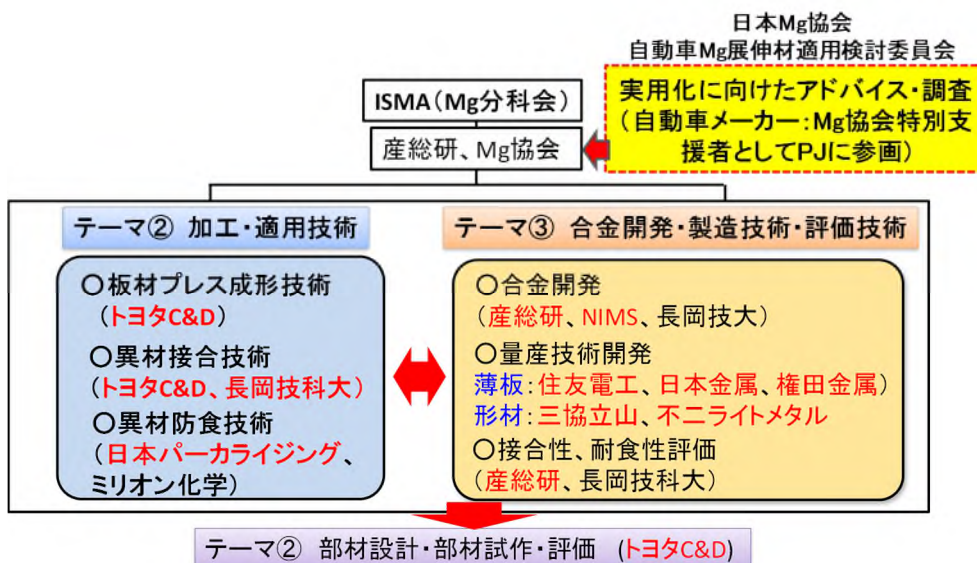 日本Mg協会
自動車Mg展伸材適用検討委員会
実用化に向けたアドバイス・調査
(自動車メーカー:Mg協会特別支
援者としてPJに参画)
ISMA(Mg分科会)
産総研、Mg協会
テーマ② 加工・適用技術
〇板材プレス成形技術
(トヨタC&D)
〇異材接合技術
(トヨタC&D、長岡技科大)
〇異材防食技術
(日本パーカライジング、
ミリオン化学)
テーマ③ 合金開発・製造技術・評価技術
〇合金開発
(産総研、NIMS、長岡技大)
〇量産技術開発
薄板:住友電工、日本金属、権田金属)
形材:三協立山、不二ライトメタル
〇接合性、耐食性評価
(産総研、長岡技科大)
テーマ② 部材設計・部材試作・評価 (トヨタC&D)